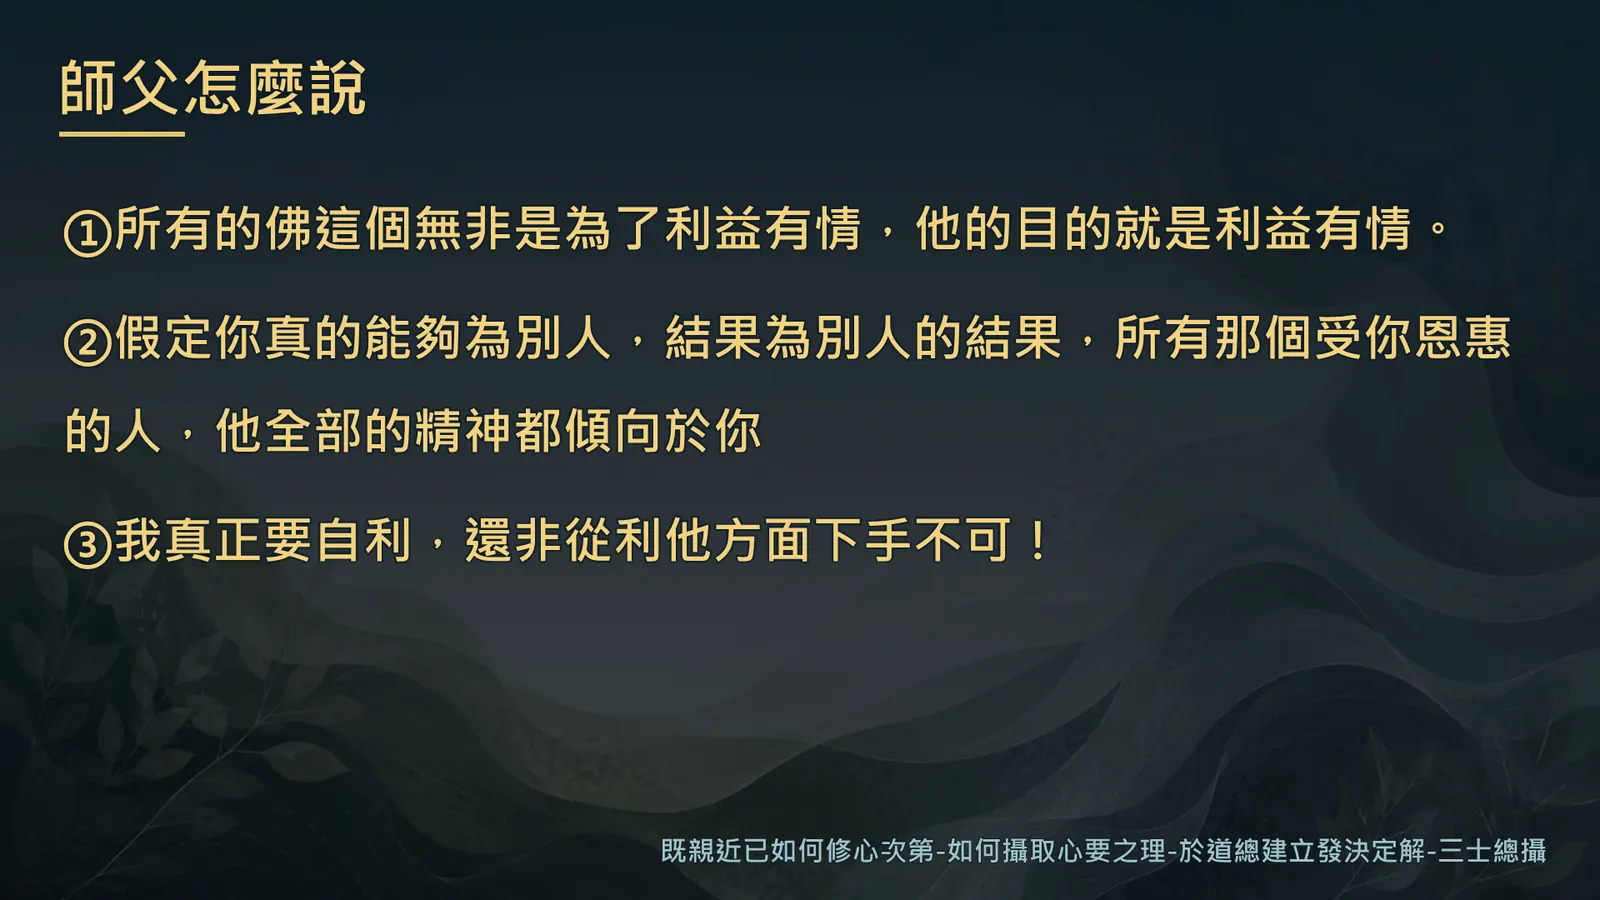 師父怎麼說
①所有的佛這個無非是為了利益有情，他的目的就是利益有情。
②假定你真的能夠為別人，結果為別人的結果，所有那個受你恩惠
的人，他全部的精神都傾向於你
③我真正要自利，還非從利他方面下手不可！
既親近已如何修心次第-如何攝取心要之理-於道總建立發決定解-三士總攝